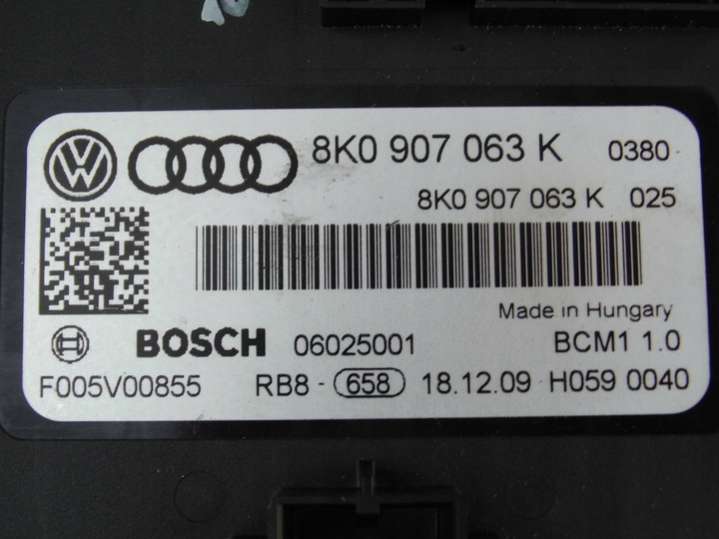 8K0 907 063 K 0380
8K0 907 063 K 025
Made in Hungary
BOSCH 06025001 BCM1 1.0
F005V00855 RB8-658 18.12.09 H059 0040